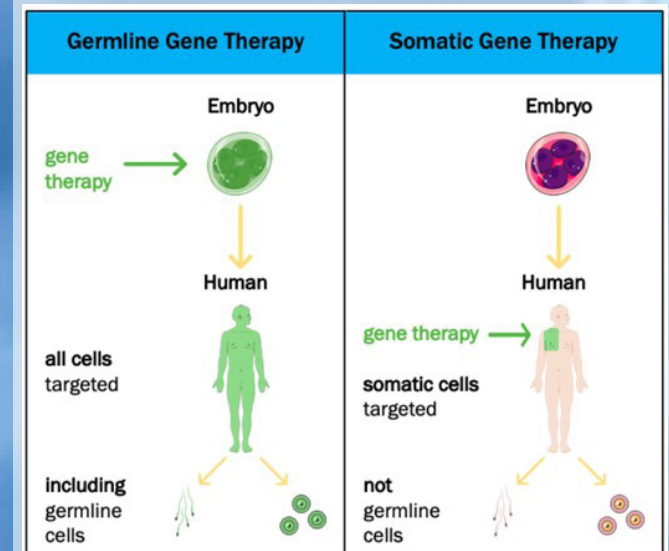 Germline Gene Therapy
Embryo
gene
therapy
Human
all cells
targeted
including
germline
cells
Somatic Gene Therapy
Embryo
Human
gene therapy
somatic cells
targeted
not
germline
cells